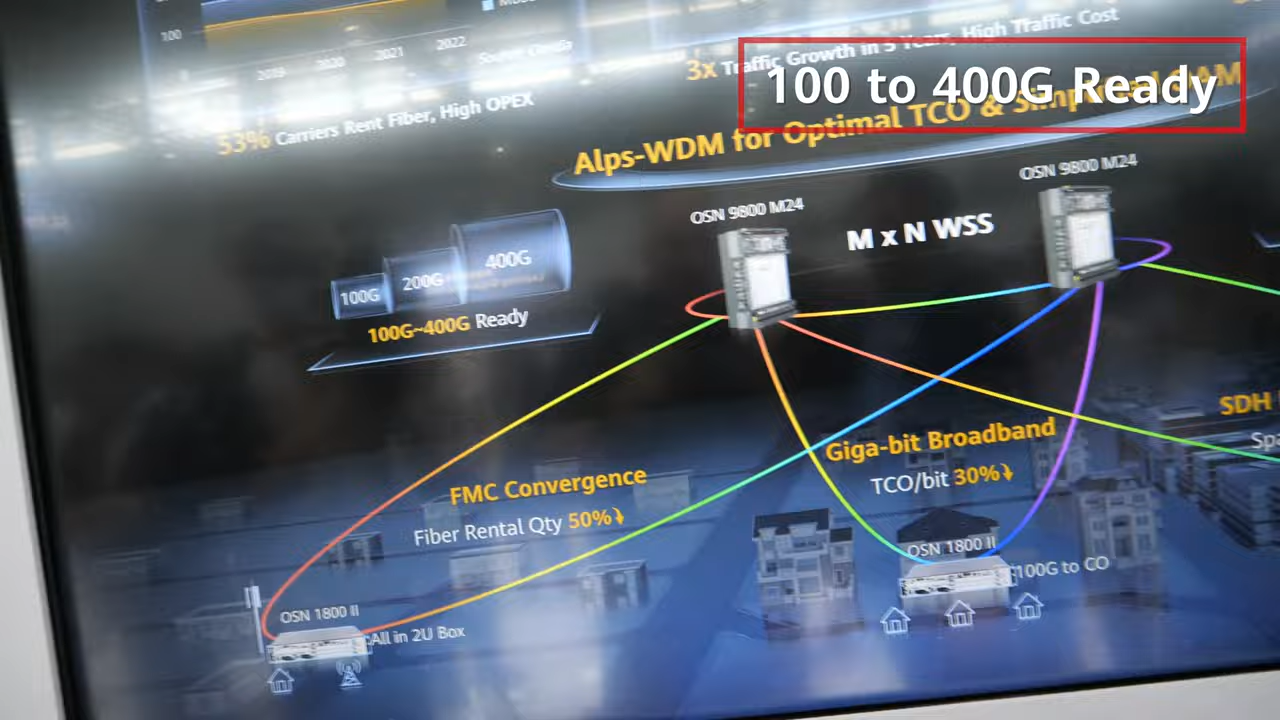 100
2019 2020 2021 2022
53% Carriers Rent Fiber, High OPEX
3x Traffic Growth in 5 Years, High Traffic Cost
100 to 400G Ready
Alps-WDM for Optimal TCO &
OSN 9800 M24
OSN 9800 M24
M x N WSS
100G 200G 400G
100G~400G Ready
FMC Convergence
Fiber Rental Qty 50%
Giga-bit Broadband
TCO/bit 30%
SDH
OSN 1800 II
100G to CO
OSN 1800 II
All in 2U Box